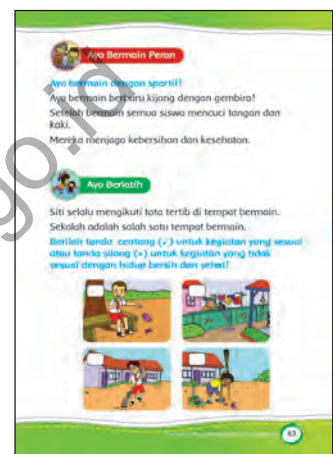 Ayo Bermain Peran
Ayo bermain dengan sportif!
Ayo bermain berburu kijang dengan gembira!
Setelah bermain semua siswa mencuci tangan dan
kaki.
Mereka menjaga kebersihan dan kesehatan.
Ayo Berlatih
Siti selalu mengikuti tata tertib di tempat bermain.
Sekolah adalah salah satu tempat bermain.
Berilah tanda centang (✓) untuk kegiatan yang sesuai
atau tanda silang (×) untuk kegiatan yang tidak
sesuai dengan hidup bersih dan sehat!
83
go.id